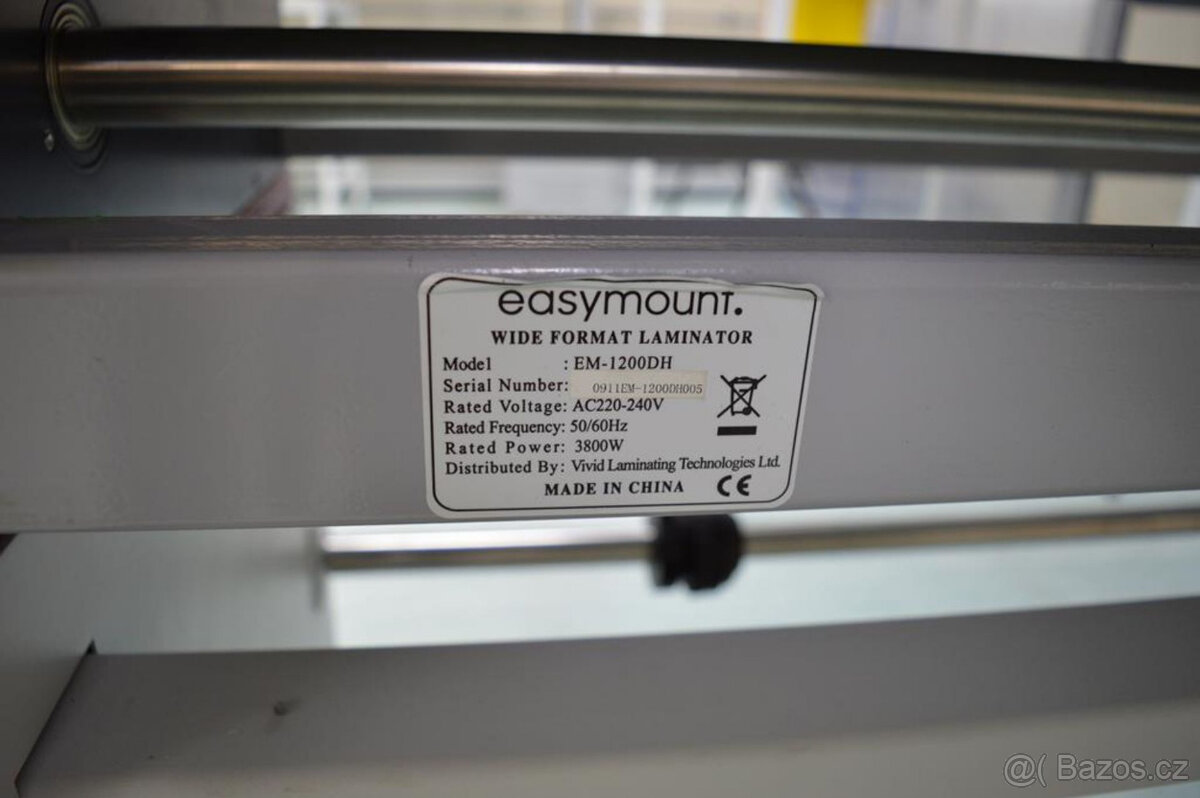 easymount.
WIDE FORMAT LAMINATOR
Model : EM-1200DH
Serial Number: 0911EM-1200DH005
Rated Voltage: AC220-240V
Rated Frequency: 50/60Hz
Rated Power: 3800W
Distributed By: Vivid Laminating Technologies Ltd.
MADE IN CHINA CE
@( Bazos.cz